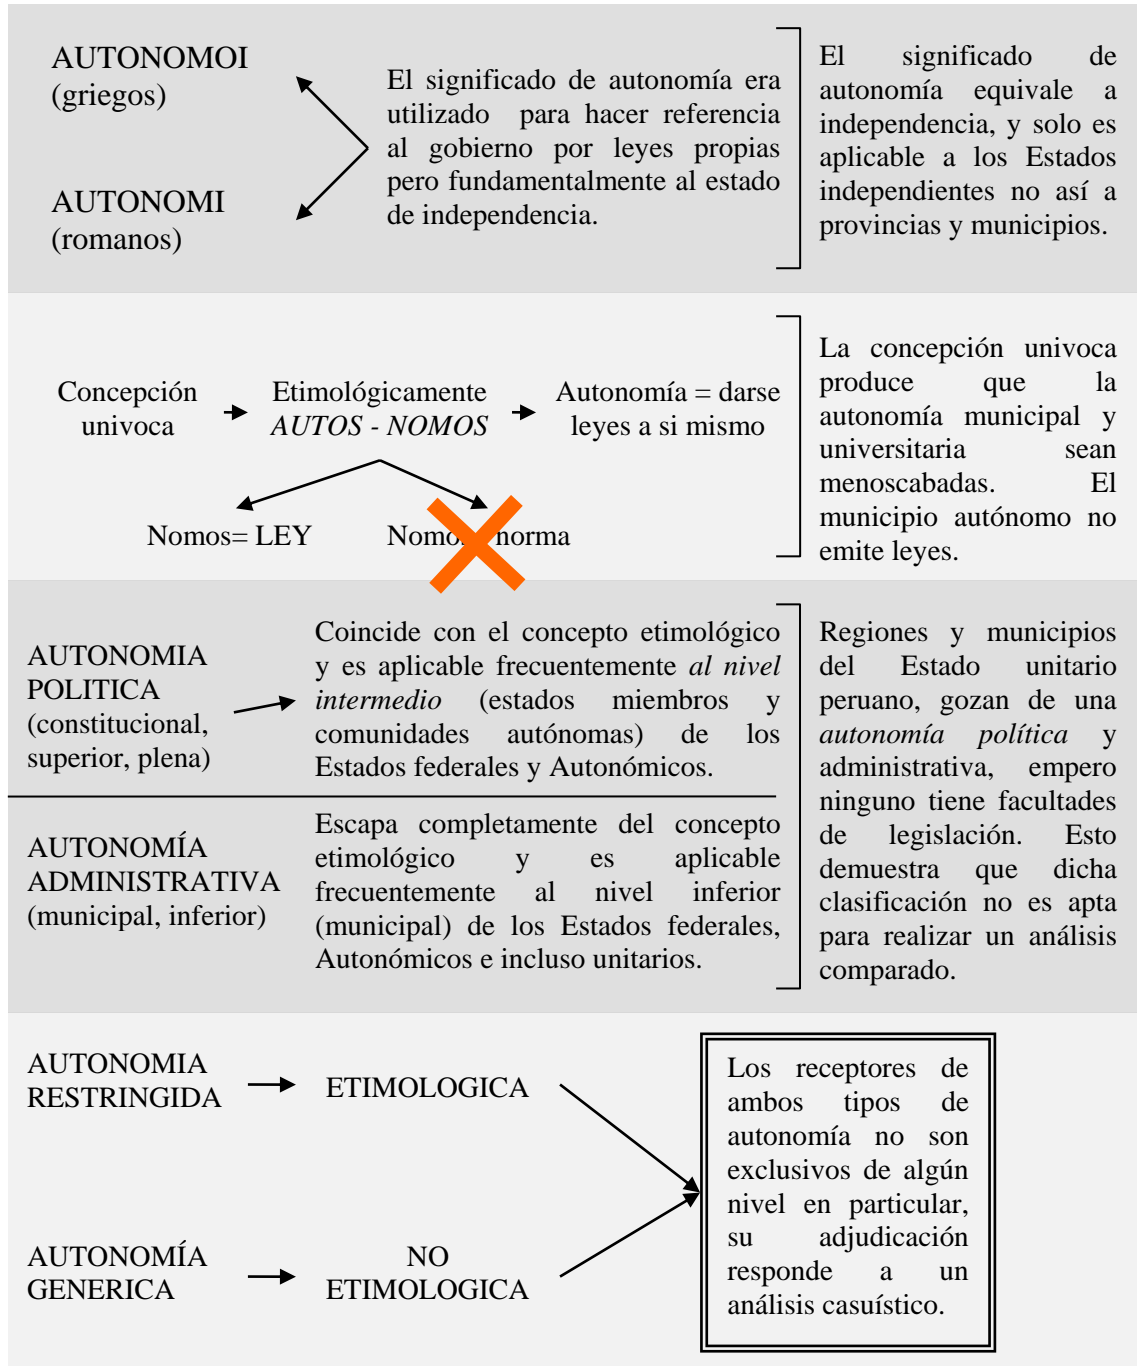 AUTONOMOI
(griegos)
AUTONOMI
(romanos)
El significado de autonomía era
utilizado para hacer referencia
al gobierno por leyes propias
pero fundamentalmente al estado
de independencia.
El significado de
autonomía equivale a
independencia, y solo es
aplicable a los Estados
independientes no así a
provincias y municipios.
Concepción
univoca
Etimológicamente
AUTOS - NOMOS
Autonomía = darse
leyes a si mismo
Nomos= LEY
norma
La concepción univoca
produce que la
autonomía municipal y
universitaria sean
menoscabadas. El
municipio autónomo no
emite leyes.
AUTONOMIA
POLITICA
(constitucional,
superior, plena)
Coincide con el concepto etimológico
y es aplicable frecuentemente al nivel
intermedio (estados miembros y
comunidades autónomas) de los
Estados federales y Autonómicos.
AUTONOMÍA
ADMINISTRATIVA
(municipal, inferior)
Escapa completamente del concepto
etimológico y es aplicable
frecuentemente al nivel inferior
(municipal) de los Estados federales,
Autonómicos e incluso unitarios.
Regiones y municipios
del Estado unitario
peruano, gozan de una
autonomía política y
administrativa, empero
ninguno tiene facultades
de legislación. Esto
demuestra que dicha
clasificación no es apta
para realizar un análisis
comparado.
AUTONOMIA
RESTRINGIDA
ETIMOLOGICA
AUTONOMÍA
GENERICA
NO
ETIMOLOGICA
Los receptores de
ambos tipos de
autonomía no son
exclusivos de algún
nivel en particular,
su adjudicación
responde a un
análisis casuístico.